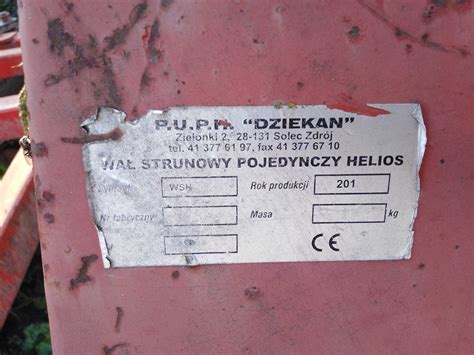 P.U.P.H. "DZIEKAN"
Zielonki 2, 28-131 Solec Zdrój
tel. 41 377 61 97, fax 41 377 67 10
WAŁ STRUNOWY POJEDYNCZY HELIOS
WSH Rok produkcji 201
Nr fabryczny Masa kg
CE